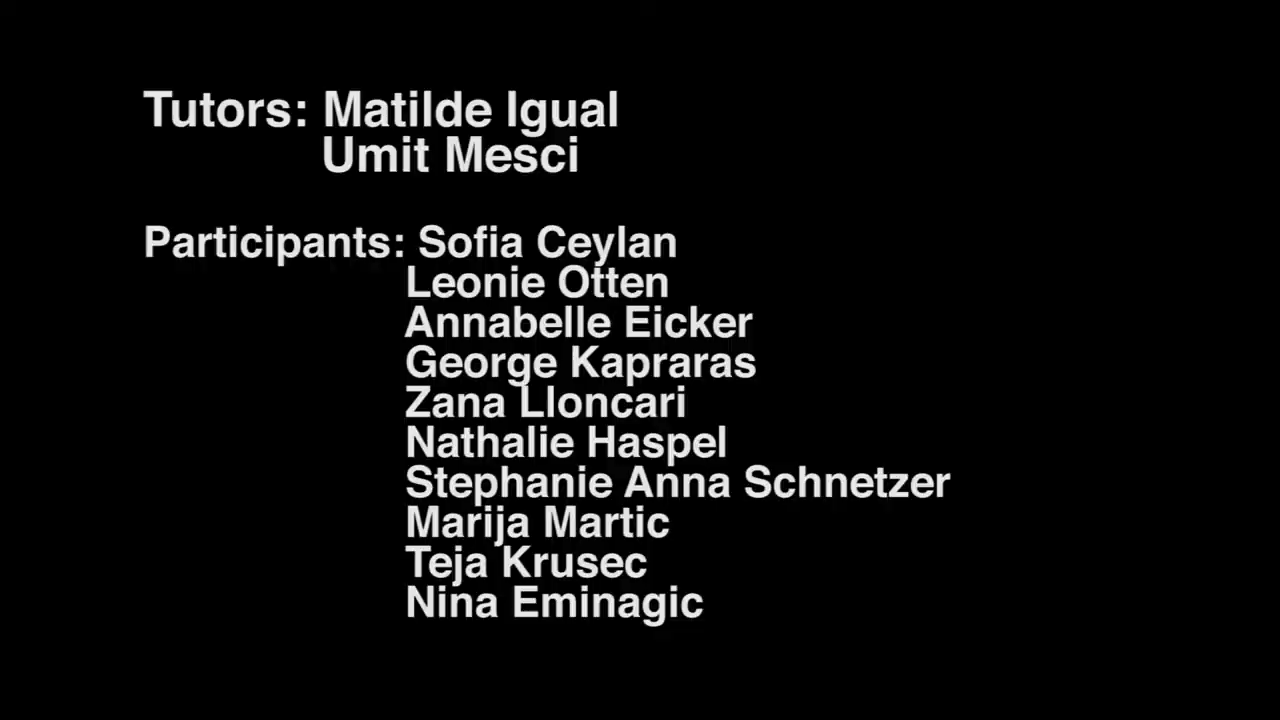 Tutors: Matilde Igual
Umit Mesci
Participants: Sofia Ceylan
Leonie Otten
Annabelle Eicker
George Kapraras
Zana Lloncari
Nathalie Haspel
Stephanie Anna Schnetzer
Marija Martic
Teja Krusec
Nina Eminagic